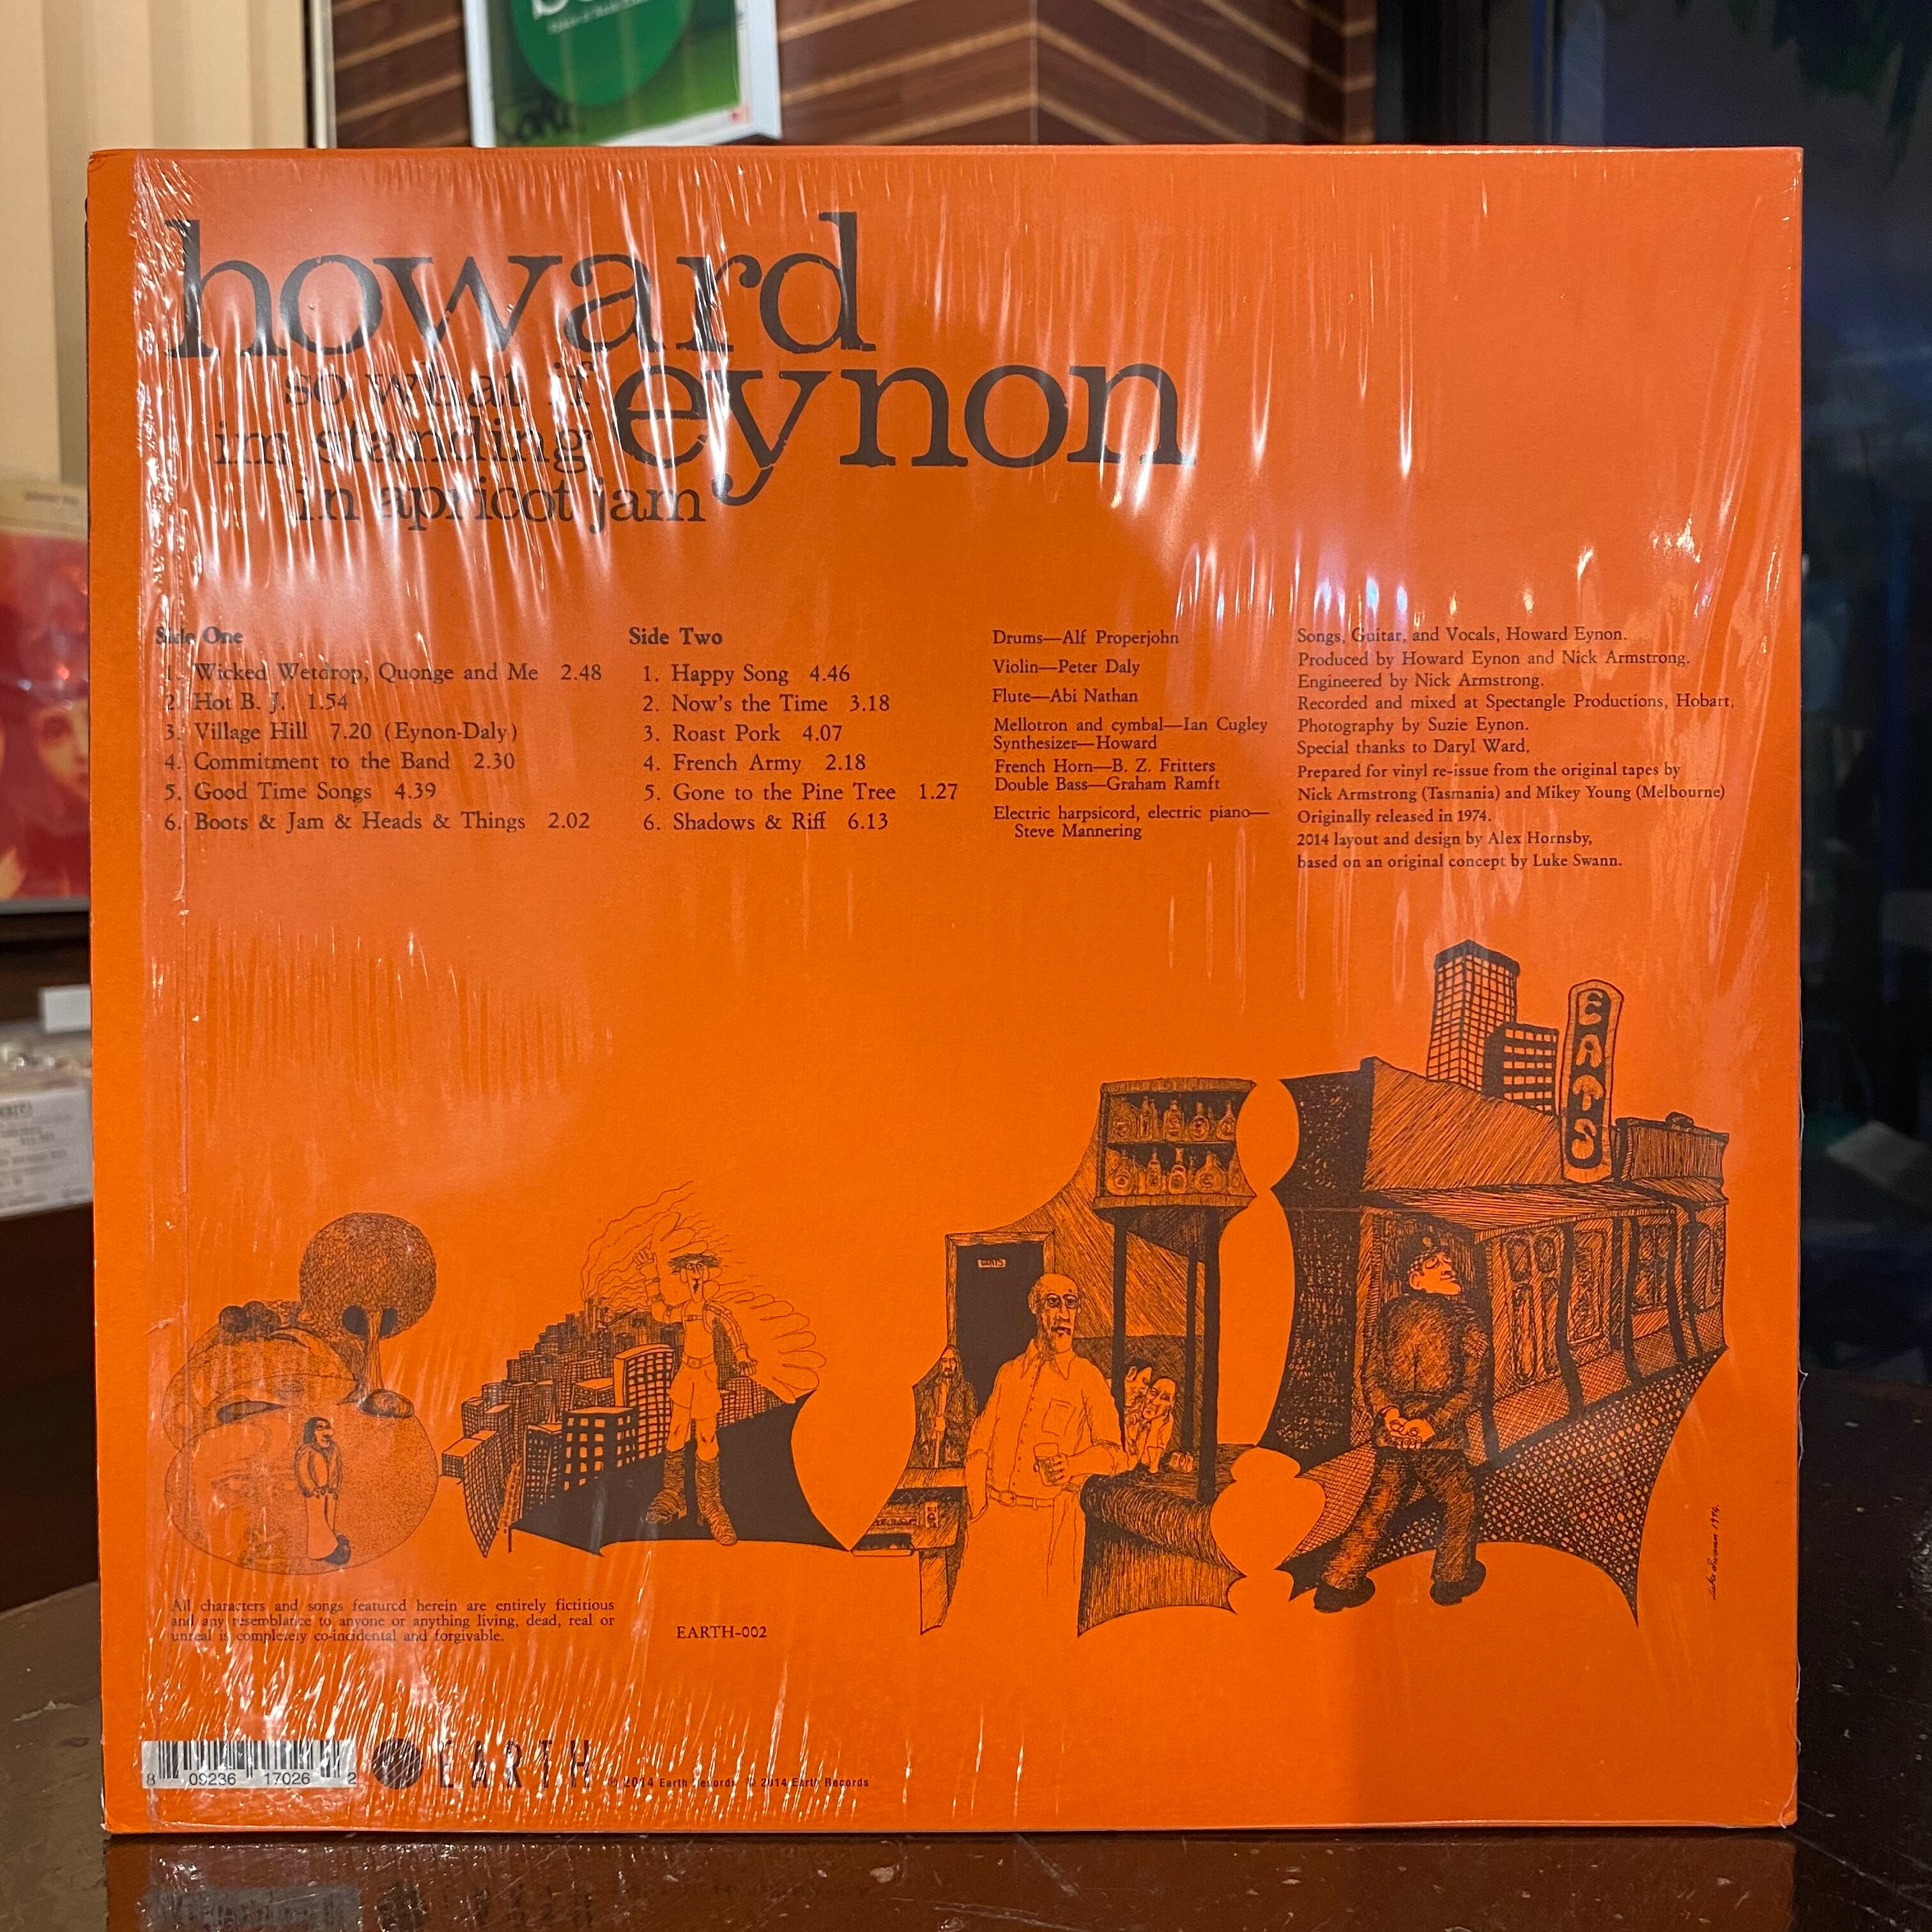 howard
so what if
eynon
im standing
in apricot jam
Side One
1. Wicked Wetdrop, Quonge and Me 2.48
2. Hot B. J. 1.54
3. Village Hill 7.20 (Eynon-Daly)
4. Commitment to the Band 2.30
5. Good Time Songs 4.39
6. Boots & Jam & Heads & Things 2.02
Side Two
1. Happy Song 4.46
2. Now's the Time 3.18
3. Roast Pork 4.07
4. French Army 2.18
5. Gone to the Pine Tree 1.27
6. Shadows & Riff 6.13
Drums—Alf Properjohn
Violin—Peter Daly
Flute—Abi Nathan
Mellotron and cymbal—Ian Cugley
Synthesizer—Howard
French Horn—B. Z. Fritters
Double Bass—Graham Ramft
Electric harpsicord, electric piano—
Steve Mannering
Songs, Guitar, and Vocals, Howard Eynon.
Produced by Howard Eynon and Nick Armstrong.
Engineered by Nick Armstrong.
Recorded and mixed at Spectangle Productions, Hobart,
Photography by Suzie Eynon.
Special thanks to Daryl Ward,
Prepared for vinyl re-issue from the original tapes by
Nick Armstrong (Tasmania) and Mikey Young (Melbourne)
Originally released in 1974.
2014 layout and design by Alex Hornsby,
based on an original concept by Luke Swann.
EATS
GENTS
Luke Swann 1974.
All characters and songs featured herein are entirely fictitious
and any resemblance to anyone or anything living, dead, real or
unreal is completely co-incidental and forgivable.
EARTH-002
8 09236 17026 2
EARTH
℗ 2014 Earth Records © 2014 Earth Records